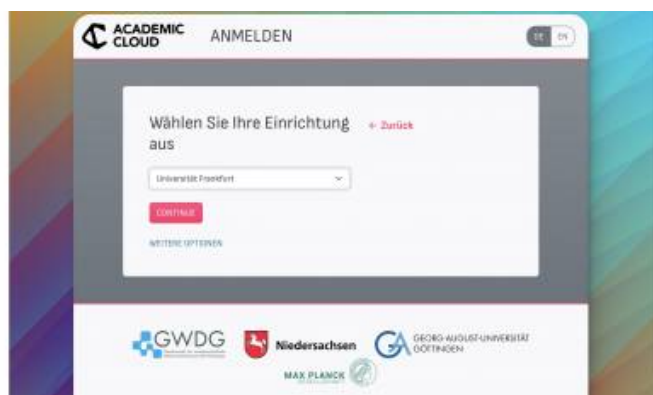 ACADEMIC
CLOUD
ANMELDEN
DE EN
Wählen Sie Ihre Einrichtung
aus
← Zurück
Universität Frankfurt
CONTINUE
WEITERE OPTIONEN
GWDG
Niedersachsen
GEORG-AUGUST-UNIVERSITÄT
GÖTTINGEN
MAX PLANCK